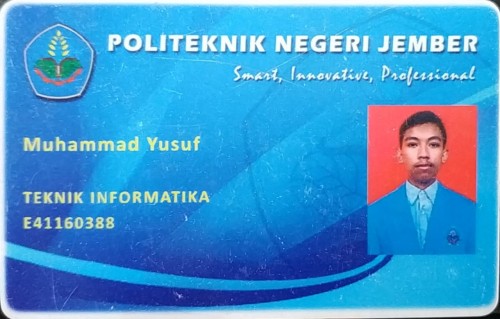 POLITEKNIK NEGERI JEMBER
Smart, Innovative, Professional
Muhammad Yusuf
TEKNIK INFORMATIKA
E41160388